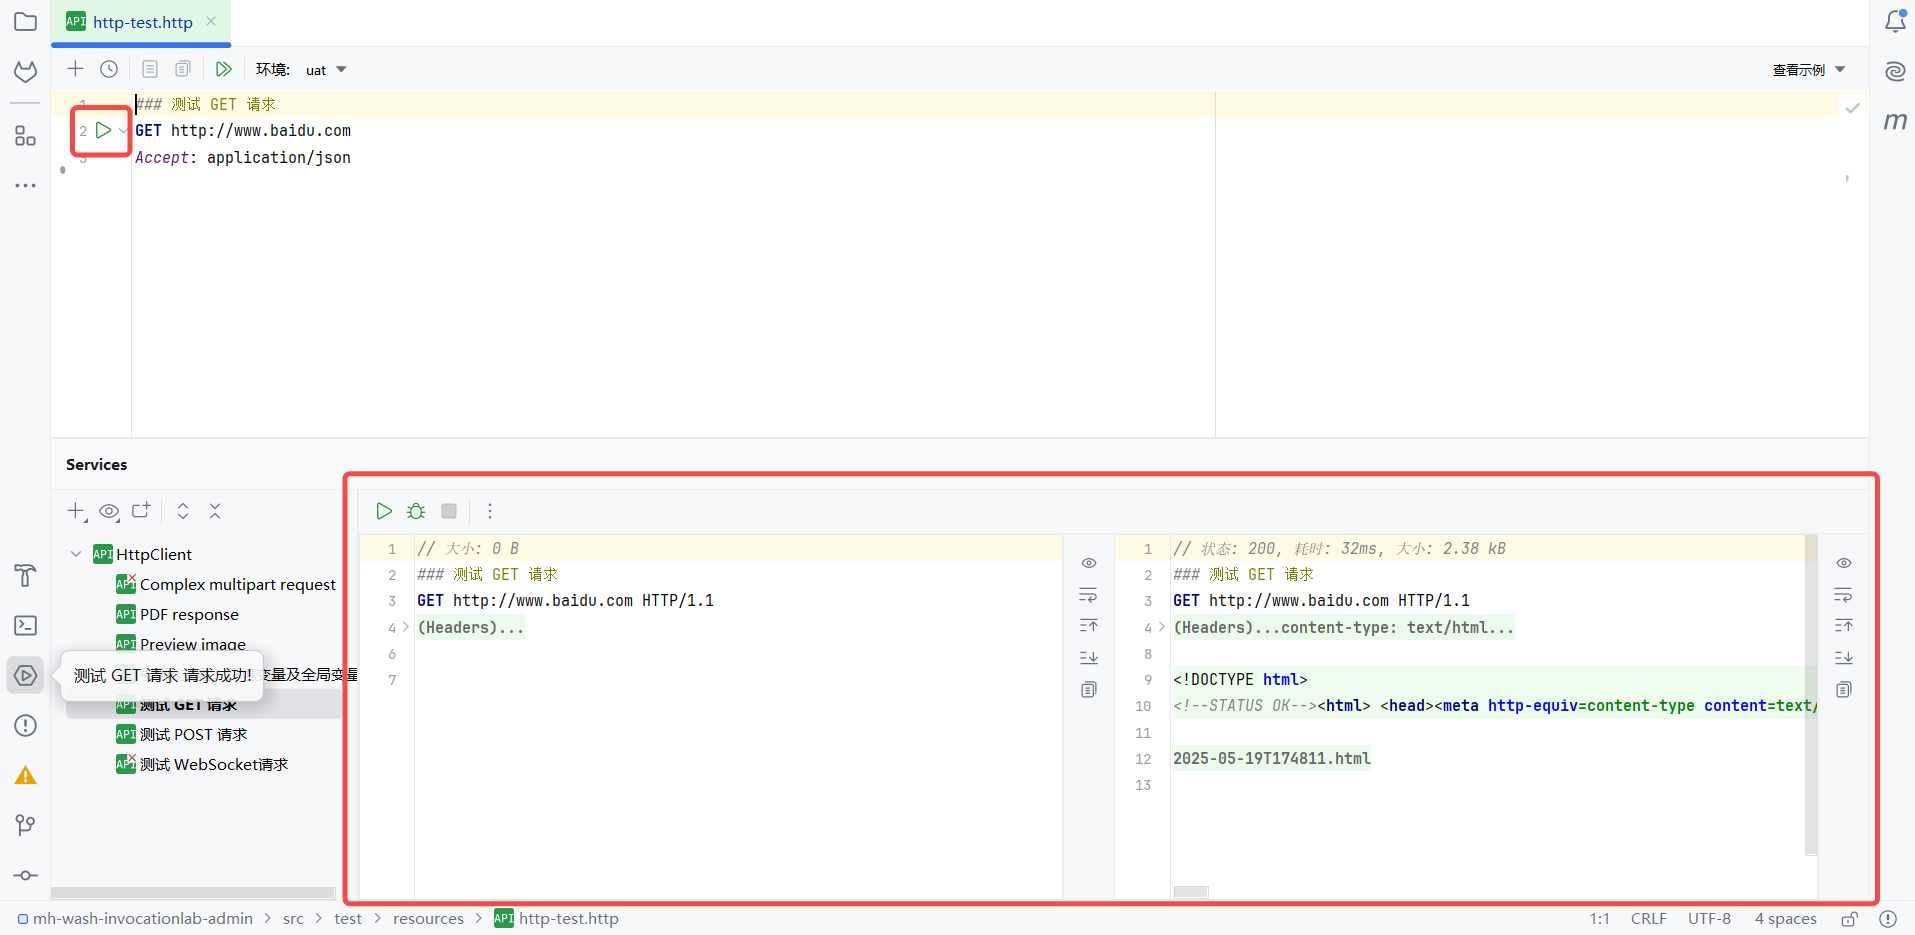 API http-test.http
环境: uat
查看示例
1 ### 测试 GET 请求
2 GET http://www.baidu.com
3 Accept: application/json
m
Services
API HttpClient
API Complex multipart request
API PDF response
API Preview image
变量及全局变量
测试 GET 请求 请求成功!
API 测试 GET 请求
API 测试 POST 请求
API 测试 WebSocket请求
1 // 大小: 0 B
2 ### 测试 GET 请求
3 GET http://www.baidu.com HTTP/1.1
4 (Headers)...
6
7
1 // 状态: 200, 耗时: 32ms, 大小: 2.38 kB
2 ### 测试 GET 请求
3 GET http://www.baidu.com HTTP/1.1
4 (Headers)...content-type: text/html...
8
9 <!DOCTYPE html>
10 <!--STATUS OK--><html> <head><meta http-equiv=content-type content=text/
11
12 2025-05-19T174811.html
13
mh-wash-invocationlab-admin > src > test > resources > API http-test.http
1:1 CRLF UTF-8 4 spaces